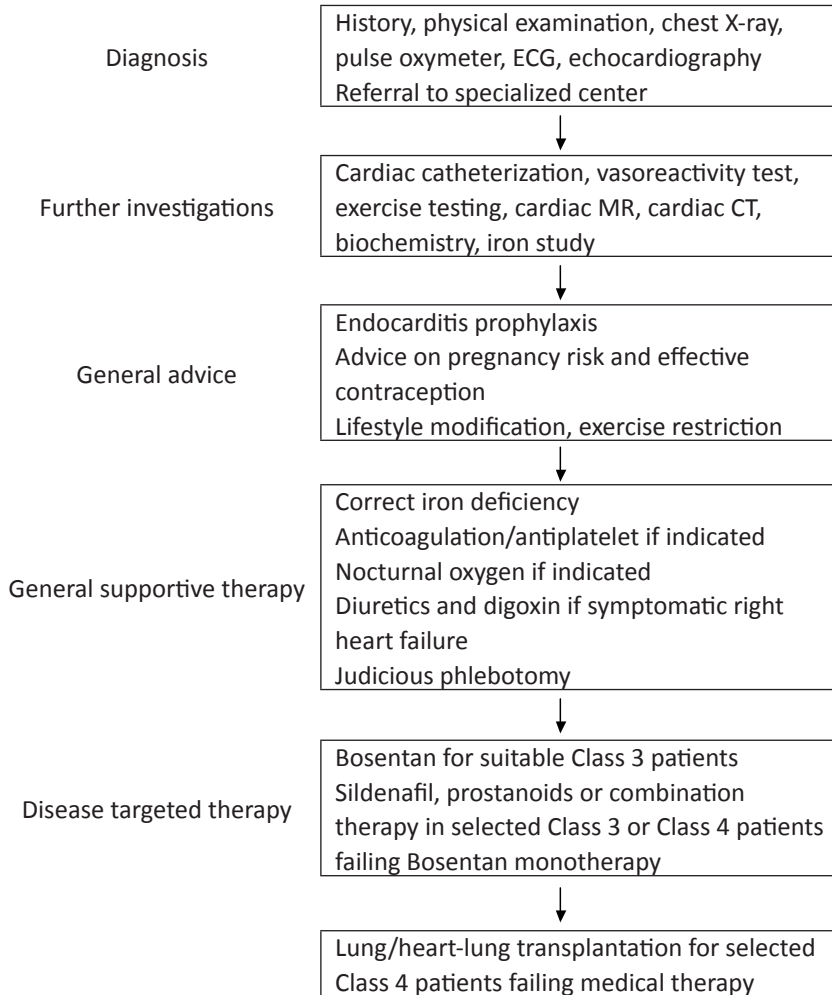 History, physical examination, chest X-ray,
Diagnosis
pulse oxymeter, ECG, echocardiography
Referral to specialized center
Cardiac catheterization, vasoreactivity test,
Further investigations
exercise testing, cardiac MR, cardiac CT,
biochemistry, iron study
Endocarditis prophylaxis
General advice
Advice on pregnancy risk and effective
contraception
Lifestyle modification, exercise restriction
Correct iron deficiency
Anticoagulation/antiplatelet if indicated
Nocturnal oxygen if indicated
General supportive therapy
Diuretics and digoxin if symptomatic right
heart failure
Judicious phlebotomy
Bosentan for suitable Class 3 patients
Sildenafil, prostanoids or combination
Disease targeted therapy
therapy in selected Class 3 or Class 4 patients
failing Bosentan monotherapy
Lung/heart-lung transplantation for selected
Class 4 patients failing medical therapy